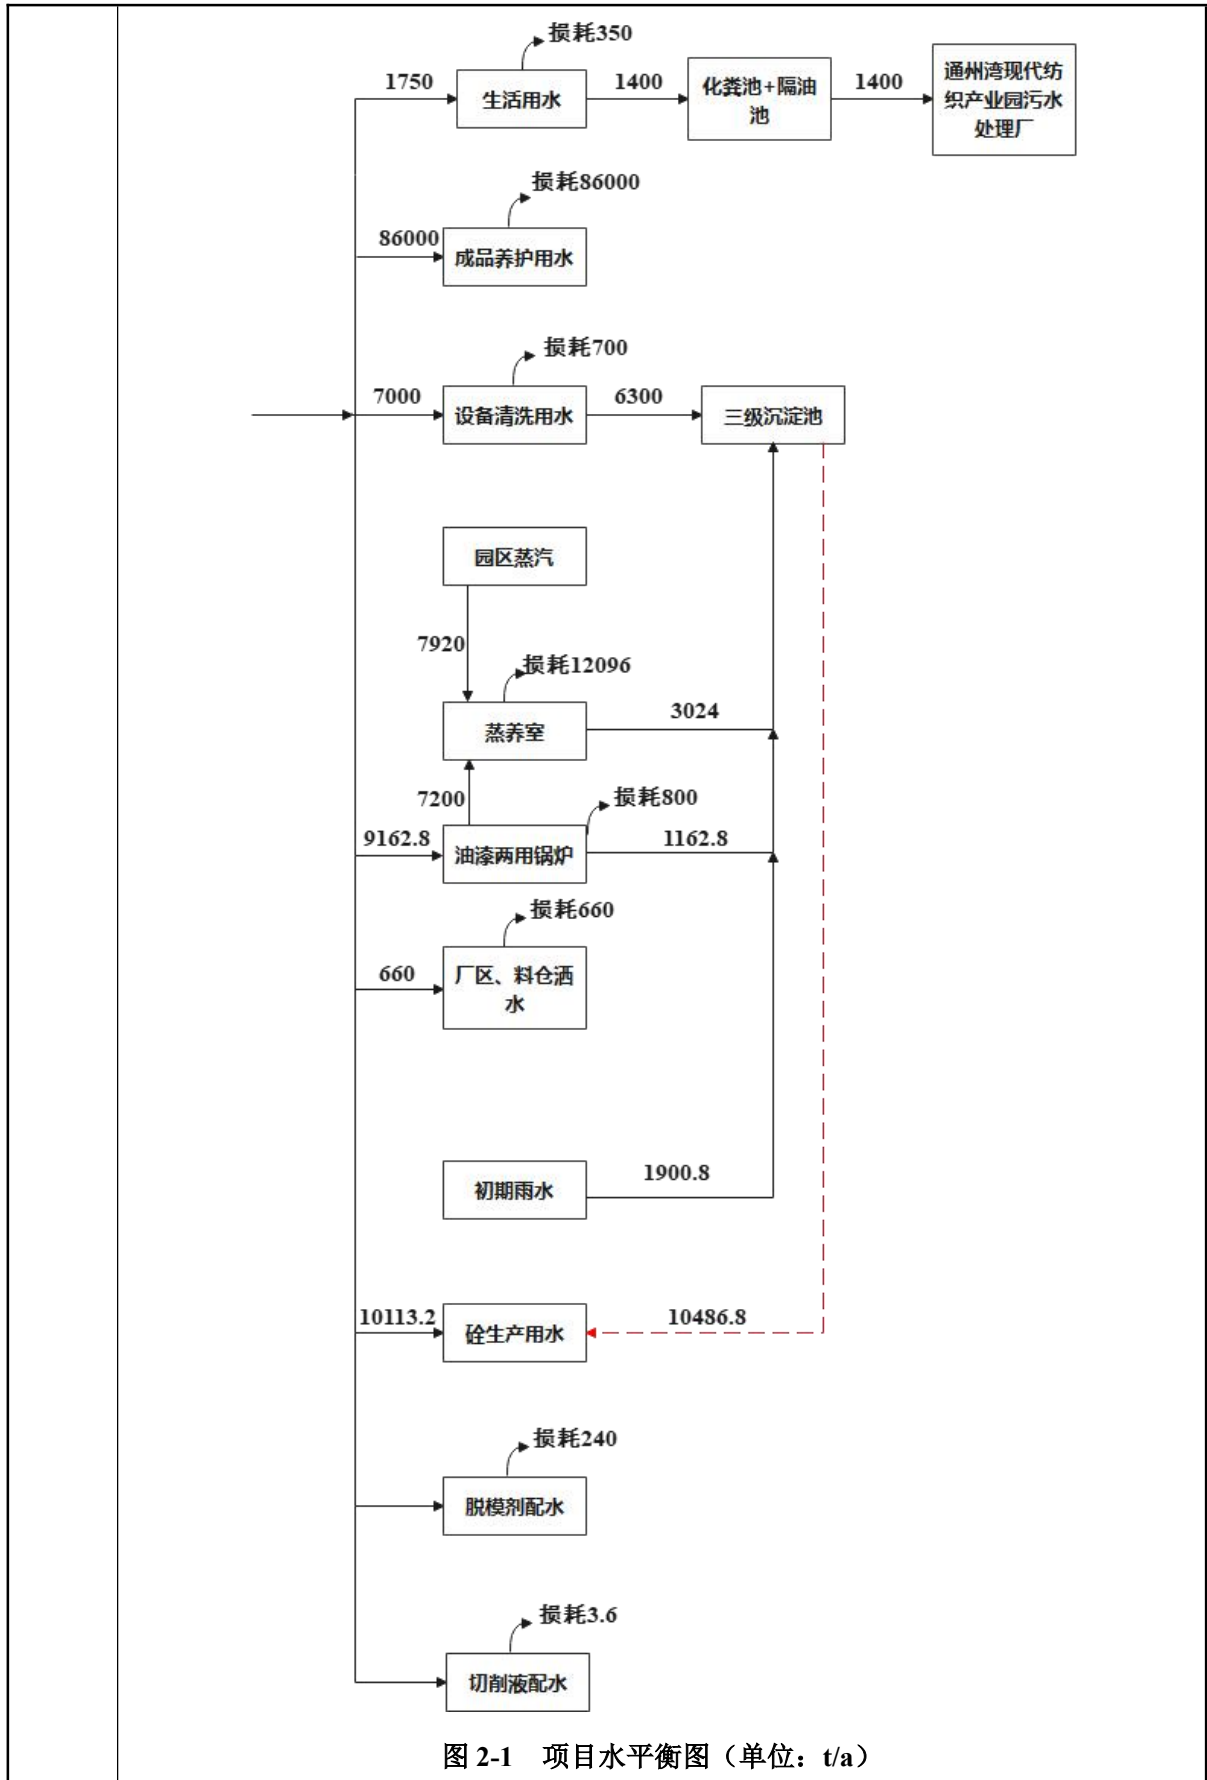 损耗350
1750
生活用水
1400
化粪池+隔油
池
1400
通州湾现代纺
织产业园污水
处理厂
损耗86000
86000
成品养护用水
损耗700
7000
设备清洗用水
6300
三级沉淀池
园区蒸汽
7920
损耗12096
蒸养室
3024
7200
损耗800
9162.8
油漆两用锅炉
1162.8
损耗660
660
厂区、料仓洒
水
初期雨水
1900.8
10113.2
砼生产用水
10486.8
损耗240
脱模剂配水
损耗3.6
切削液配水
图 2-1 项目水平衡图（单位：t/a）